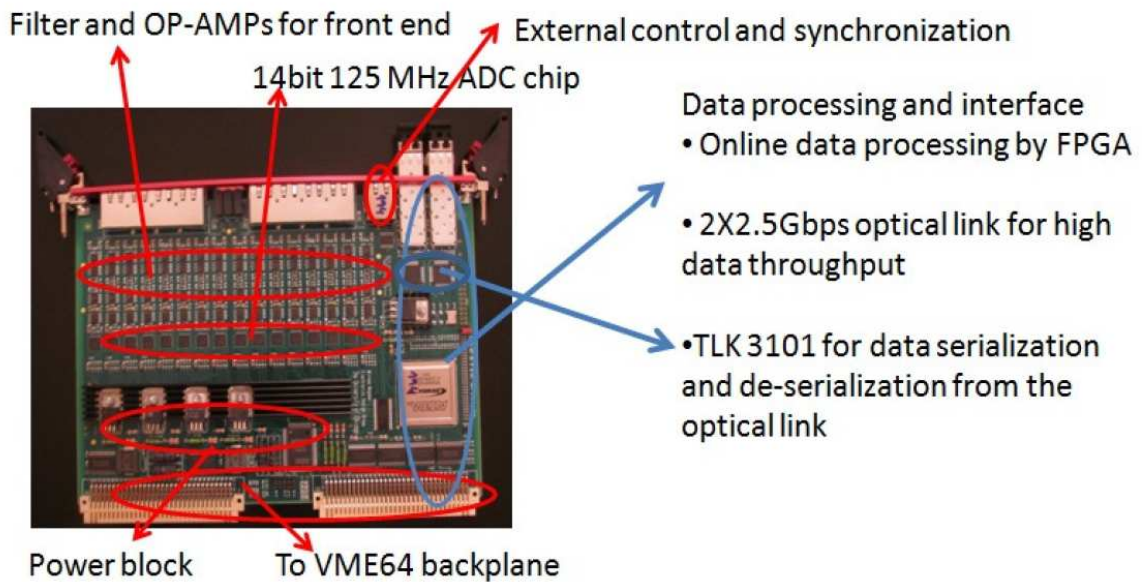 Filter and OP-AMPs for front end
External control and synchronization
14bit 125 MHz ADC chip
Data processing and interface
• Online data processing by FPGA
• 2X2.5Gbps optical link for high
data throughput
•TLK 3101 for data serialization
and de-serialization from the
optical link
Power block
To VME64 backplane